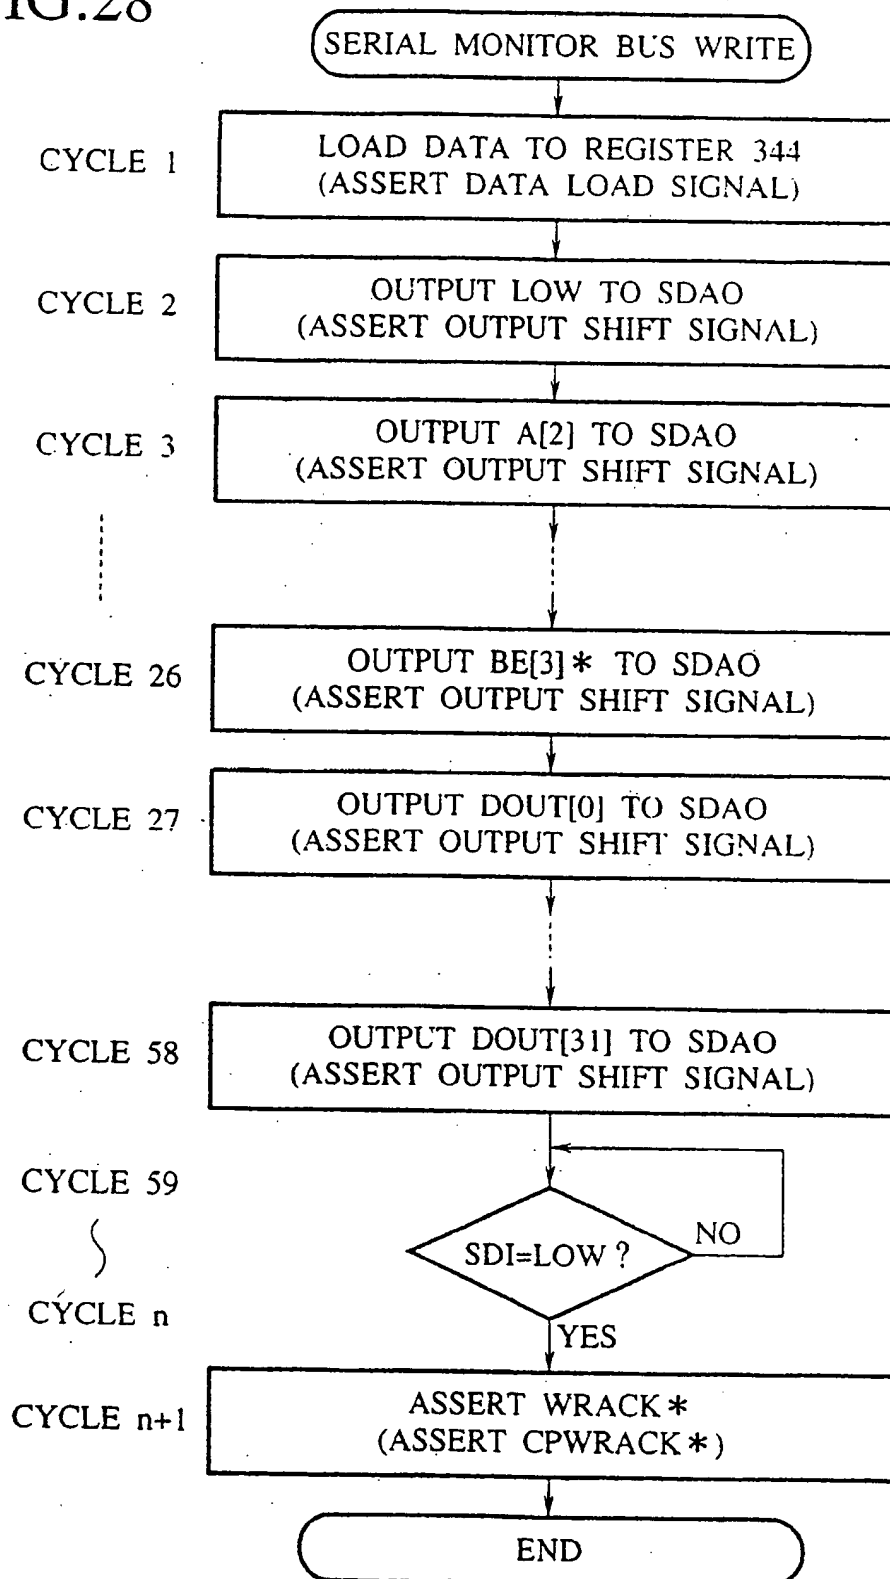 FIG.28
SERIAL MONITOR BUS WRITE
CYCLE 1
LOAD DATA TO REGISTER 344
(ASSERT DATA LOAD SIGNAL)
CYCLE 2
OUTPUT LOW TO SDAO
(ASSERT OUTPUT SHIFT SIGNAL)
CYCLE 3
OUTPUT A[2] TO SDAO
(ASSERT OUTPUT SHIFT SIGNAL)
CYCLE 26
OUTPUT BE[3]* TO SDAO
(ASSERT OUTPUT SHIFT SIGNAL)
CYCLE 27
OUTPUT DOUT[0] TO SDAO
(ASSERT OUTPUT SHIFT SIGNAL)
CYCLE 58
OUTPUT DOUT[31] TO SDAO
(ASSERT OUTPUT SHIFT SIGNAL)
CYCLE 59
SDI=LOW ?
NO
CYCLE n
YES
CYCLE n+1
ASSERT WRACK*
(ASSERT CPWRACK*)
END